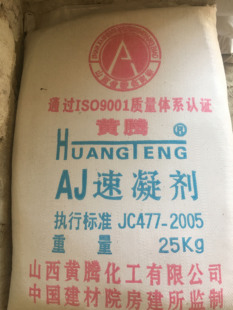 A
通过ISO9001质量体系认证
黄腾®
HUANGTENG
AJ速凝剂
执行标准 JC477-2005
重量 25Kg
山西黄腾化工有限公司
中国建材院房建所监制